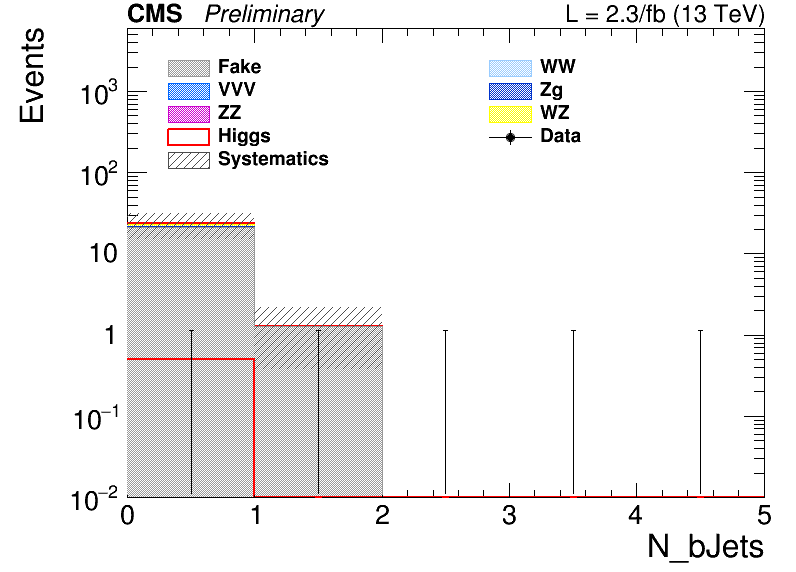 CMS Preliminary L = 2.3/fb (13 TeV)
Events
Fake
VVV
ZZ
Higgs
Systematics
WW
Zg
WZ
Data
10³
10²
10
1
10⁻¹
10⁻²
0 1 2 3 4 5
N_bJets